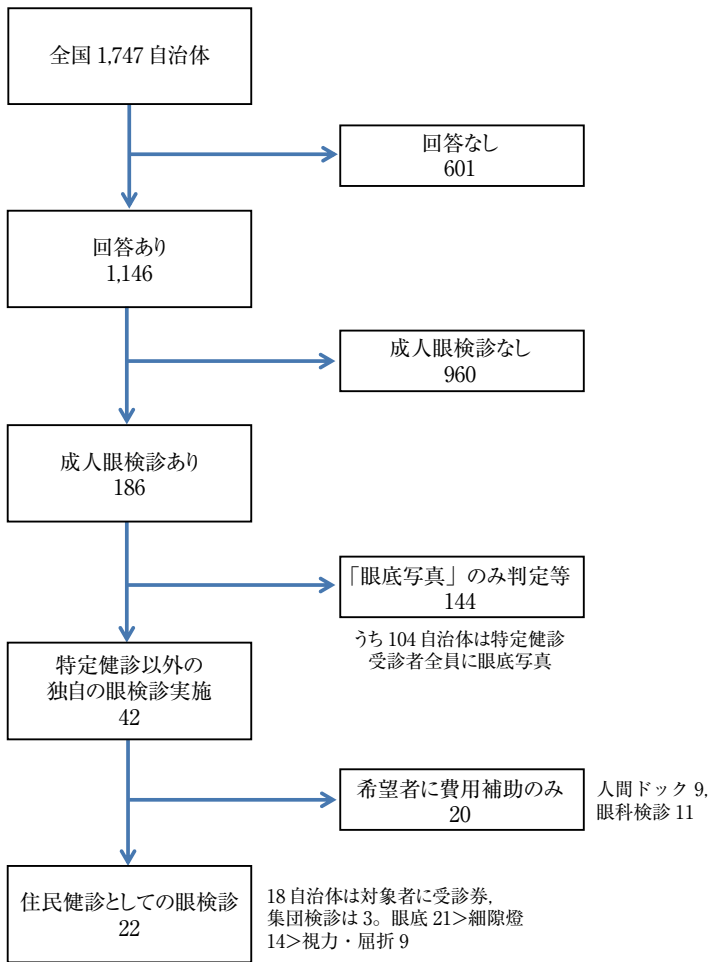 全国 1,747 自治体
回答なし
601
回答あり
1,146
成人眼検診なし
960
成人眼検診あり
186
「眼底写真」のみ判定等
144
うち 104 自治体は特定健診
受診者全員に眼底写真
特定健診以外の
独自の眼検診実施
42
希望者に費用補助のみ
20
人間ドック 9,
眼科検診 11
住民健診としての眼検診
22
18 自治体は対象者に受診券,
集団検診は 3。眼底 21>細隙燈
14>視力・屈折 9